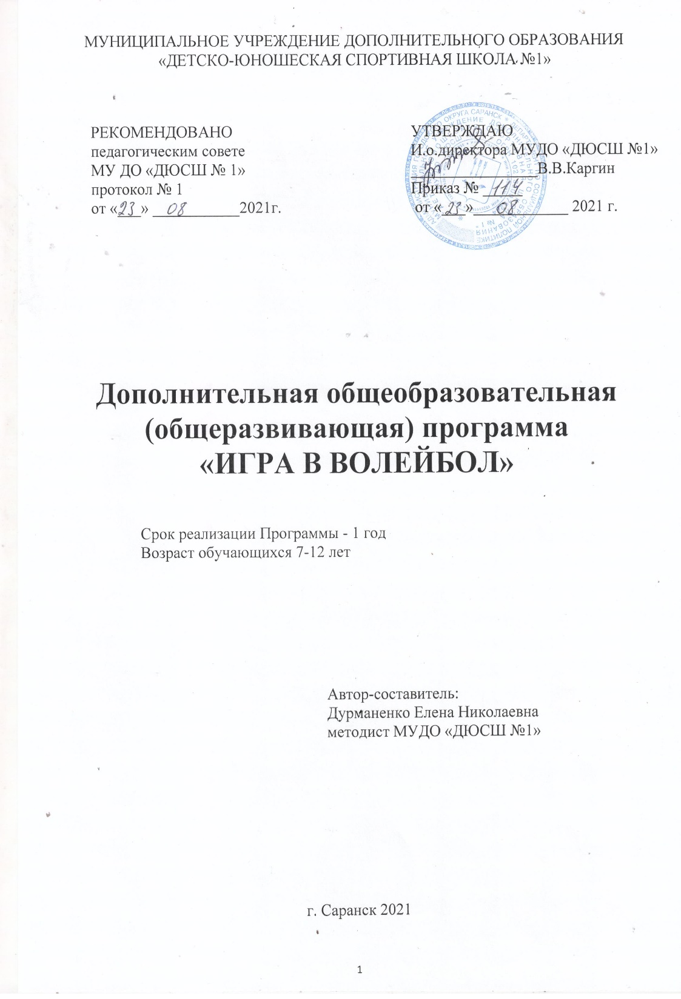 МУНИЦИПАЛЬНОЕ УЧРЕЖДЕНИЕ ДОПОЛНИТЕЛЬНОГО ОБРАЗОВАНИЯ
«ДЕТСКО-ЮНОШЕСКАЯ СПОРТИВНАЯ ШКОЛА №1»
РЕКОМЕНДОВАНО
педагогическим совете
МУ ДО «ДЮСШ № 1»
протокол № 1
от «23» 08 2021г.
УТВЕРЖДАЮ
И.о.директора МУДО «ДЮСШ №1»
В.В.Каргин
Приказ № 114
от «23» 08 2021 г.
Дополнительная общеобразовательная
(общеразвивающая) программа
«ИГРА В ВОЛЕЙБОЛ»
Срок реализации Программы - 1 год
Возраст обучающихся 7-12 лет
Автор-составитель:
Дурманенко Елена Николаевна
методист МУДО «ДЮСШ №1»
г. Саранск 2021
1